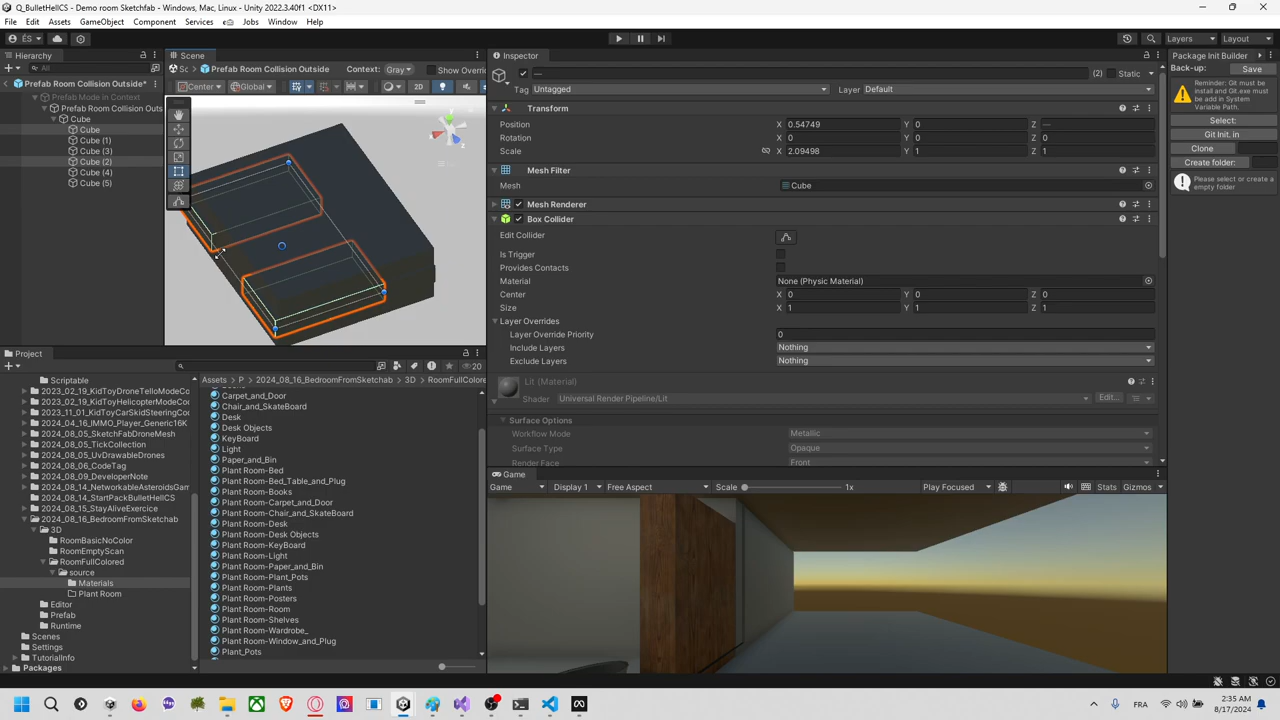 Q_BulletHellCS - Demo room Sketchfab - Windows, Mac, Linux - Unity 2022.3.40f1 <DX11>
File Edit Assets GameObject Component Services Jobs Window Help
ÉS Layers Layout
Hierarchy
All
Prefab Room Collision Outside*
Prefab Mode in Context
Prefab Room Collision Outs
Cube
Cube
Cube (1)
Cube (3)
Cube (2)
Cube (4)
Cube (5)
Scene
Sc Prefab Room Collision Outside Context: Gray Show Overri
Center Global 2D
Inspector
— (2) Static
Tag Untagged Layer Default
Transform
Position X 0.54749 Y 0 Z —
Rotation X 0 Y 0 Z 0
Scale X 2.09498 Y 1 Z 1
Mesh Filter
Mesh Cube
Mesh Renderer
Box Collider
Edit Collider
Is Trigger
Provides Contacts
Material None (Physic Material)
Center X 0 Y 0 Z 0
Size X 1 Y 1 Z 1
Layer Overrides
Layer Override Priority 0
Include Layers Nothing
Exclude Layers Nothing
Lit (Material)
Shader Universal Render Pipeline/Lit Edit...
Surface Options
Workflow Mode Metallic
Surface Type Opaque
Render Face Front
Package Init Builder
Back-up: Save
Reminder: Git must install and Git.exe must be add in System Variable Path.
Select:
Git Init. in
Clone
Create folder:
Please select or create a empty folder
Project
20
Scriptable
2023_02_19_KidToyDroneTelloModeCo
2023_02_19_KidToyHelicopterModeCo
2023_11_01_KidToyCarSkidSteeringCo
2024_04_16_IMMO_Player_Generic16K
2024_08_05_SketchFabDroneMesh
2024_08_05_TickCollection
2024_08_05_UvDrawableDrones
2024_08_06_CodeTag
2024_08_09_DeveloperNote
2024_08_14_NetworkableAsteroidsGam
2024_08_14_StartPackBulletHellCS
2024_08_15_StayAliveExercice
2024_08_16_BedroomFromSketchab
3D
RoomBasicNoColor
RoomEmptyScan
RoomFullColored
source
Materials
Plant Room
Editor
Prefab
Runtime
Scenes
Settings
TutorialInfo
Packages
Assets > P > 2024_08_16_BedroomFromSketchab > 3D > RoomFullColore
Carpet_and_Door
Chair_and_SkateBoard
Desk
Desk Objects
KeyBoard
Light
Paper_and_Bin
Plant Room-Bed
Plant Room-Bed_Table_and_Plug
Plant Room-Books
Plant Room-Carpet_and_Door
Plant Room-Chair_and_SkateBoard
Plant Room-Desk
Plant Room-Desk Objects
Plant Room-KeyBoard
Plant Room-Light
Plant Room-Paper_and_Bin
Plant Room-Plant_Pots
Plant Room-Plants
Plant Room-Posters
Plant Room-Room
Plant Room-Shelves
Plant Room-Wardrobe_
Plant Room-Window_and_Plug
Plant_Pots
Game
Game Display 1 Free Aspect Scale 1x Play Focused Stats Gizmos
FRE 2:35 AM
8/17/2024